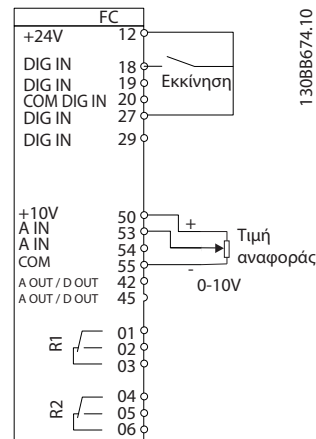 FC
+24V 12
DIG IN 18
DIG IN 19
COM DIG IN 20
DIG IN 27
DIG IN 29
Εκκίνηση
+10V 50
A IN 53
A IN 54
COM 55
A OUT / D OUT 42
A OUT / D OUT 45
+
-
Τιμή
αναφοράς
0-10V
R1
01
02
03
R2
04
05
06
130BB674.10